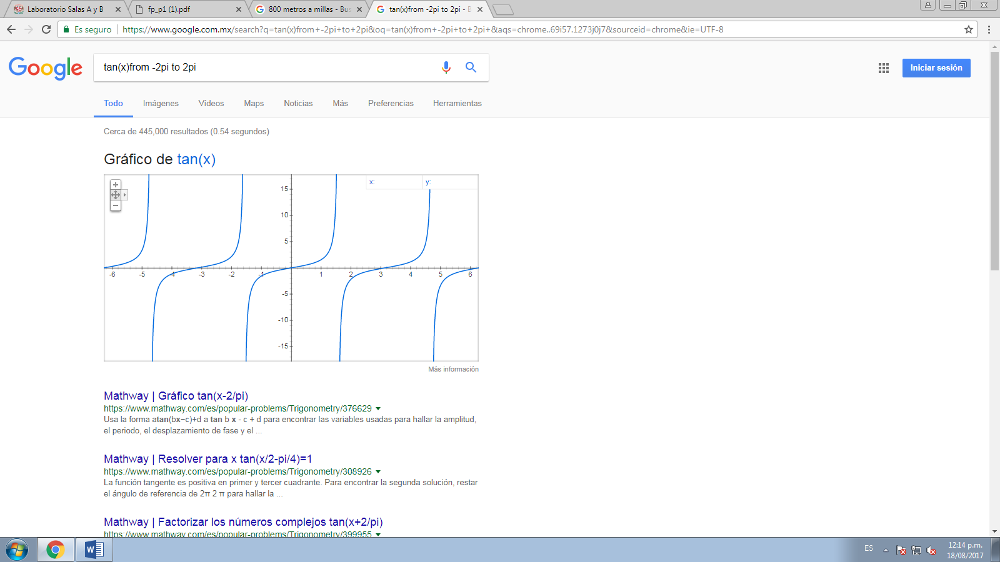 Laboratorio Salas A y B
fp_p1 (1).pdf
800 metros a millas - Bus
tan(x)from -2pi to 2pi - B
Es seguro
https://www.google.com.mx/search?q=tan(x)from+-2pi+to+2pi&oq=tan(x)from+-2pi+to+2pi+&aqs=chrome..69i57.1273j0j7&sourceid=chrome&ie=UTF-8
Google
tan(x)from -2pi to 2pi
Iniciar sesión
Todo Imágenes Vídeos Maps Noticias Más Preferencias Herramientas
Cerca de 445,000 resultados (0.54 segundos)
Gráfico de tan(x)
x: y:
15
10
5
-6 -5 -4 -3 -2 -1 1 2 3 4 5 6
-5
-10
-15
Más información
Mathway | Gráfico tan(x-2/pi)
https://www.mathway.com/es/popular-problems/Trigonometry/376629
Usa la forma atan(bx−c)+d a tan b x - c + d para encontrar las variables usadas para hallar la amplitud,
el periodo, el desplazamiento de fase y el ...
Mathway | Resolver para x tan(x/2-pi/4)=1
https://www.mathway.com/es/popular-problems/Trigonometry/308926
La función tangente es positiva en primer y tercer cuadrante. Para encontrar la segunda solución, restar
el ángulo de referencia de 2π 2 π para hallar la ...
Mathway | Factorizar los números complejos tan(x+2/pi)
https://www.mathway.com/es/popular-problems/Trigonometry/399955
ES
12:14 p.m.
18/08/2017